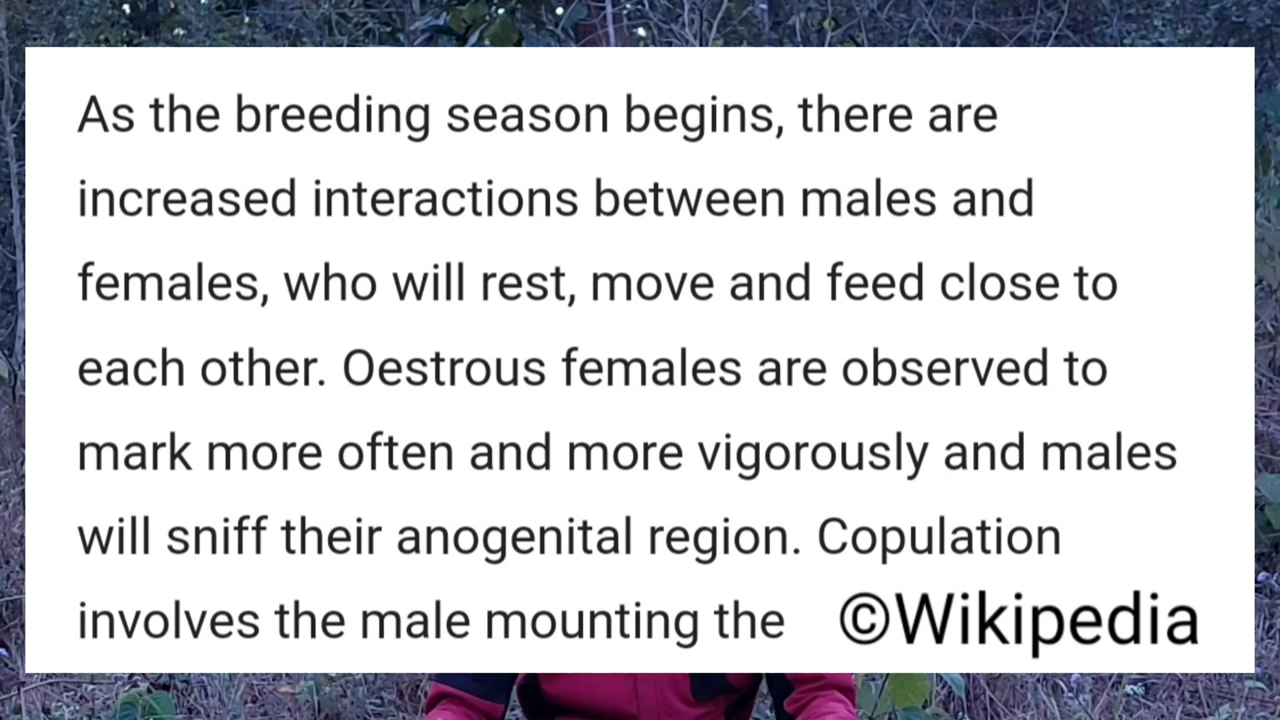 As the breeding season begins, there are
increased interactions between males and
females, who will rest, move and feed close to
each other. Oestrous females are observed to
mark more often and more vigorously and males
will sniff their anogenital region. Copulation
involves the male mounting the ©Wikipedia